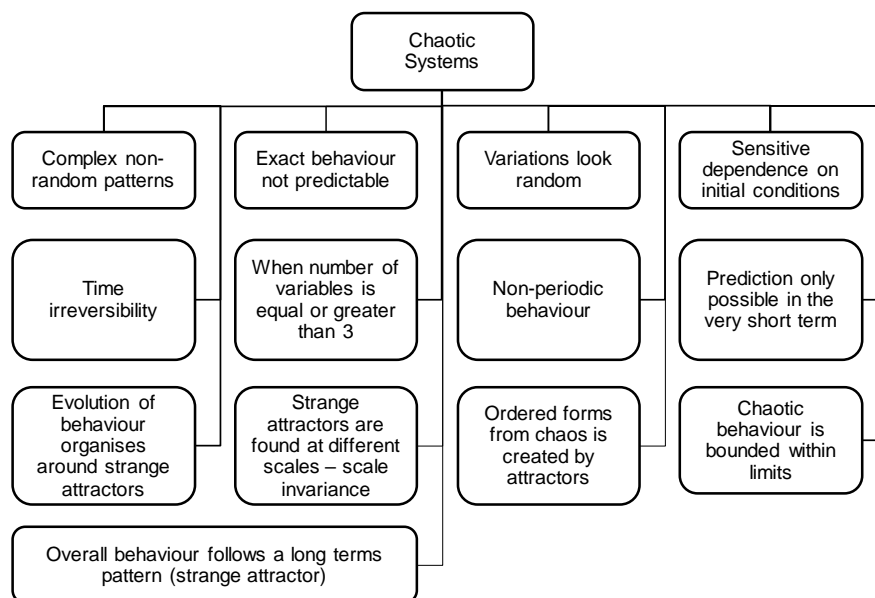 Chaotic
Systems
Complex non-
random patterns
Exact behaviour
not predictable
Variations look
random
Sensitive
dependence on
initial conditions
Time
irreversibility
When number of
variables is
equal or greater
than 3
Non-periodic
behaviour
Prediction only
possible in the
very short term
Evolution of
behaviour
organises
around strange
attractors
Strange
attractors are
found at different
scales – scale
invariance
Ordered forms
from chaos is
created by
attractors
Chaotic
behaviour is
bounded within
limits
Overall behaviour follows a long terms
pattern (strange attractor)